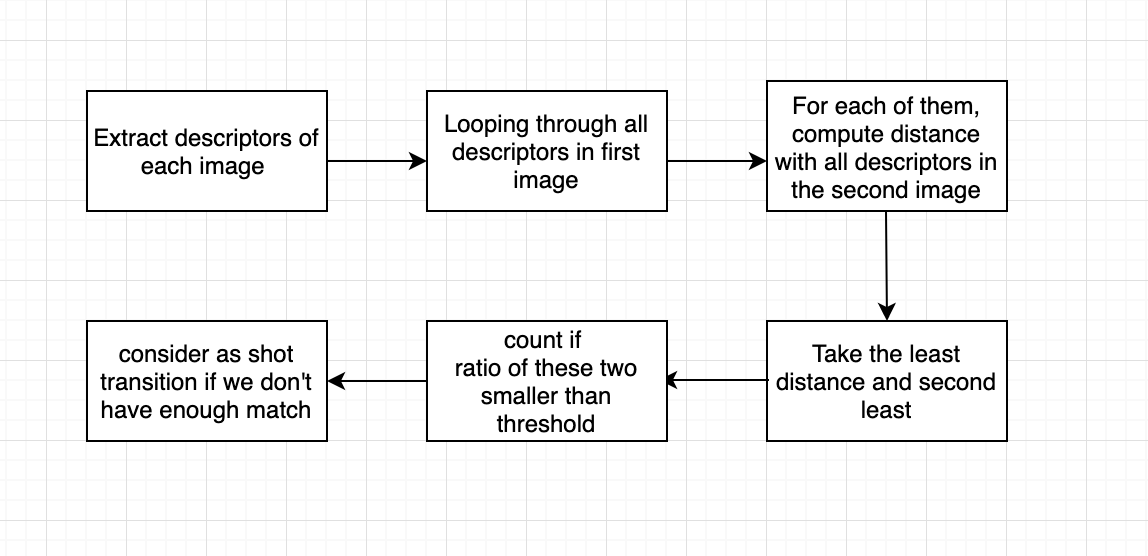 Extract descriptors of
each image
Looping through all
descriptors in first
image
For each of them,
compute distance
with all descriptors in
the second image
Take the least
distance and second
least
count if
ratio of these two
smaller than
threshold
consider as shot
transition if we don't
have enough match